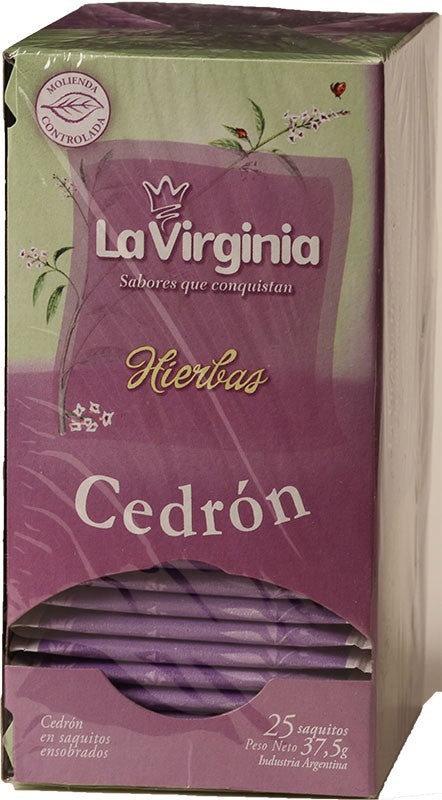 MOLIENDA
CONTROLADA
La Virginia
Sabores que conquistan
Hierbas
Cedrón
Cedrón
en saquitos
ensobrados
25 saquitos
Peso Neto 37,5g
Industria Argentina